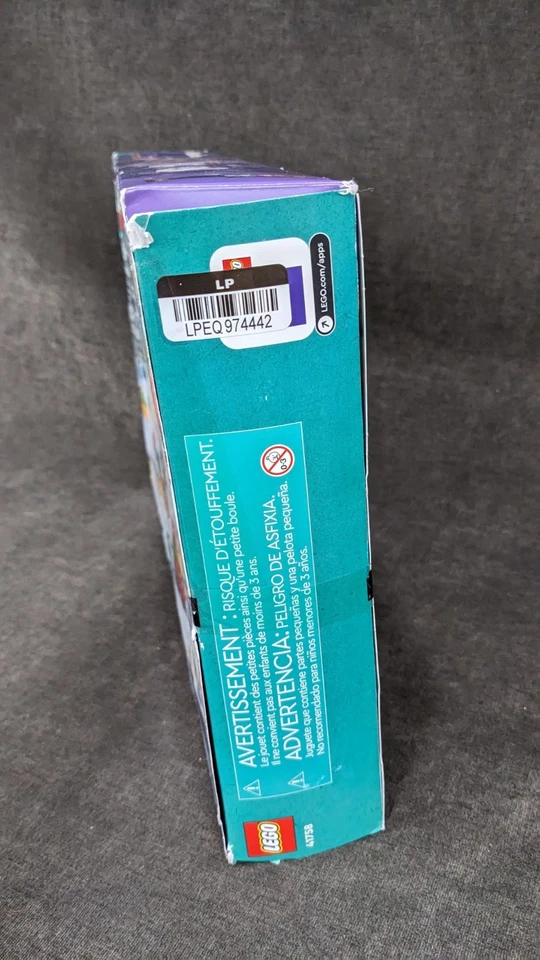 LP
LPEQ974442
LEGO.com/apps
AVERTISSEMENT : RISQUE D'ÉTOUFFEMENT.
Le jouet contient des petites pièces ainsi qu'une petite boule.
Il ne convient pas aux enfants de moins de 3 ans.
ADVERTENCIA: PELIGRO DE ASFIXIA.
Juguete que contiene partes pequeñas y una pelota pequeña.
No recomendado para niños menores de 3 años.
0-3
LEGO
41758